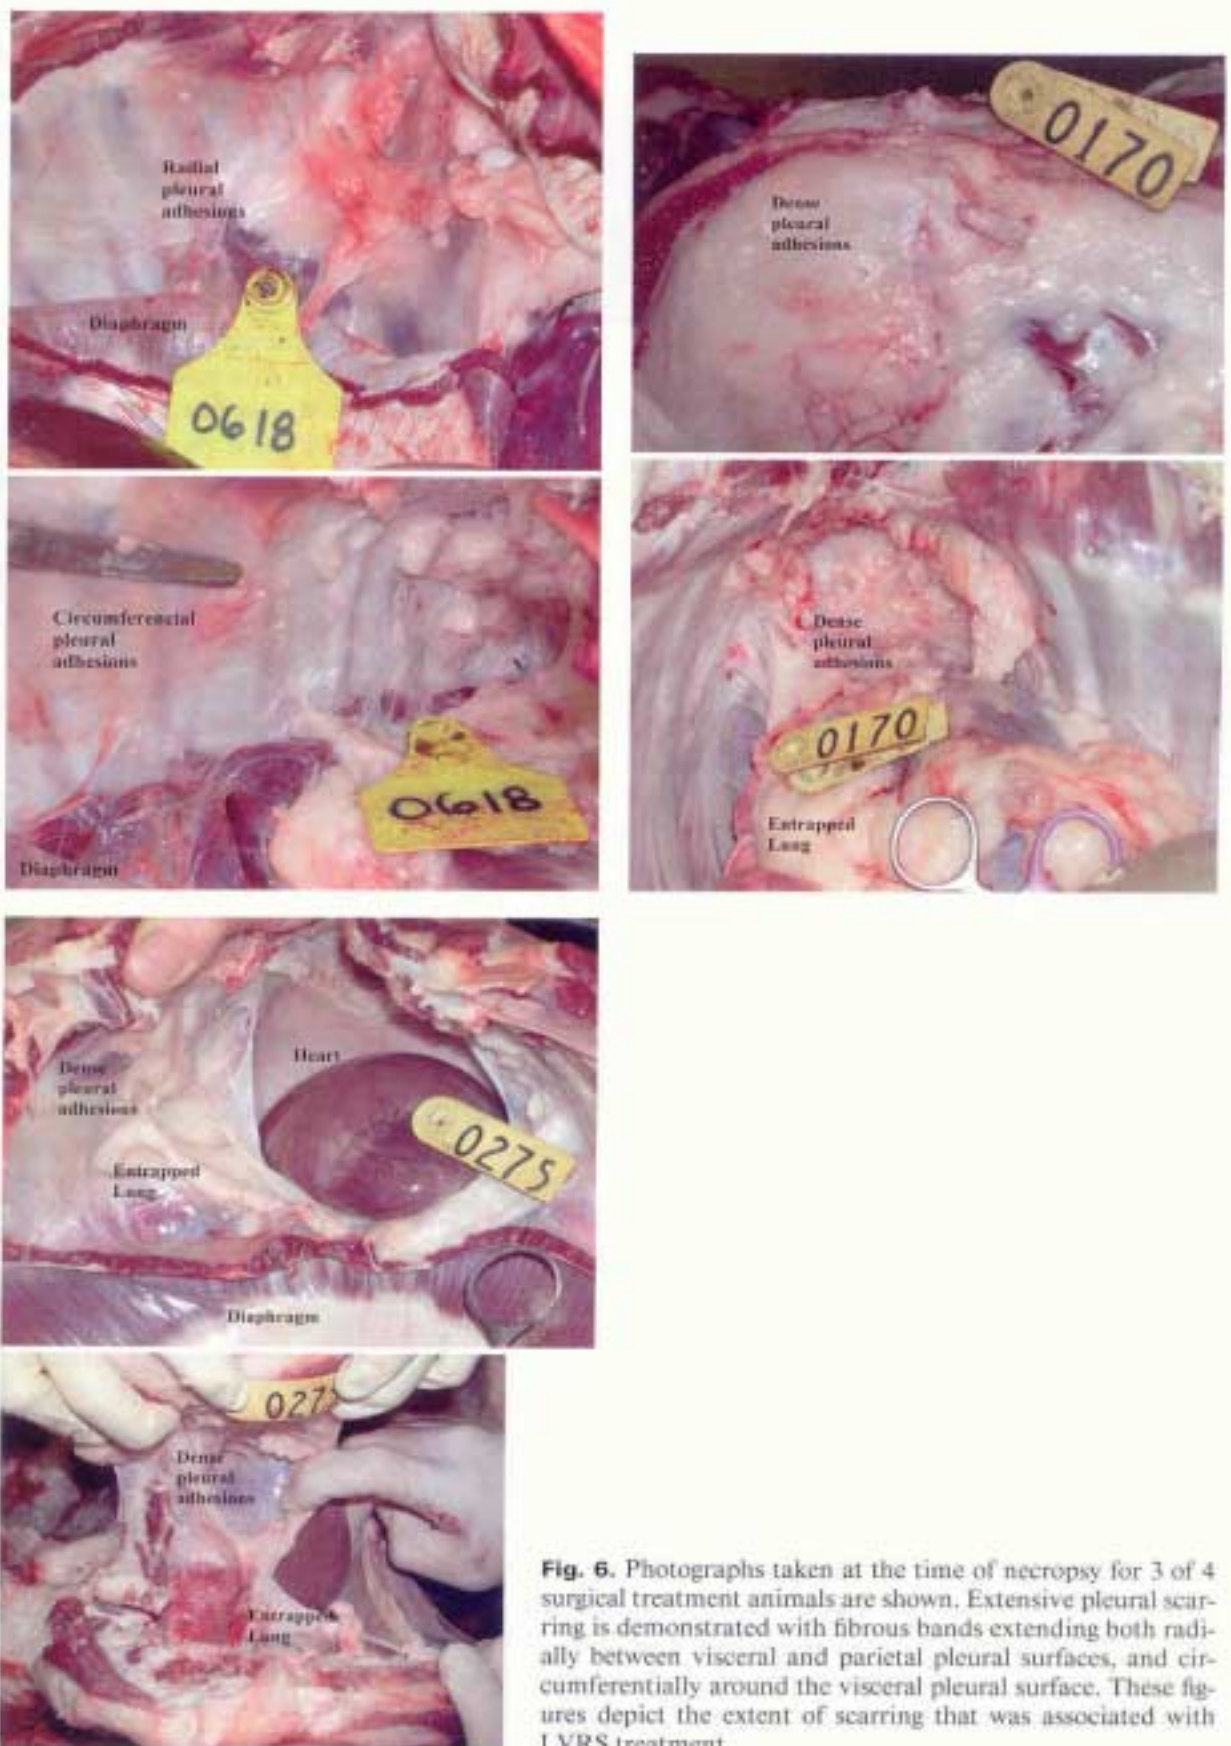 Radial
pleural
adhesions
Diaphragm
0618
0170
Dense
pleural
adhesions
Circumferencial
pleural
adhesions
0618
Diaphragm
Dense
pleural
adhesions
0170
Entrapped
Lung
Heart
Dense
pleural
adhesions
0275
Entrapped
Lung
Diaphragm
027
Dense
pleural
adhesions
Entrapped
Lung
Fig. 6. Photographs taken at the time of necropsy for 3 of 4
surgical treatment animals are shown. Extensive pleural scar-
ring is demonstrated with fibrous bands extending both radi-
ally between visceral and parietal pleural surfaces, and cir-
cumferentially around the visceral pleural surface. These fig-
ures depict the extent of scarring that was associated with
LVRS treatment